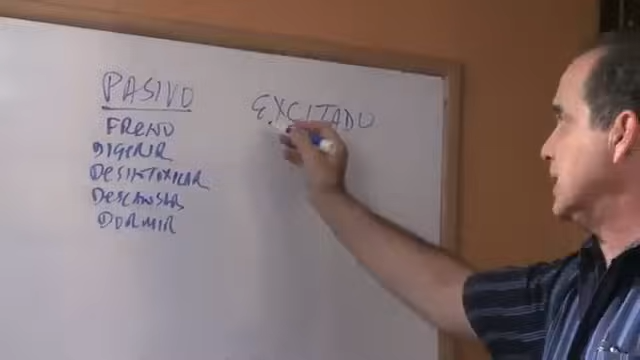 PASIVO
EXCITADO
FRENO
DIGERIR
DESINTOXICAR
DESCANSAR
DORMIR